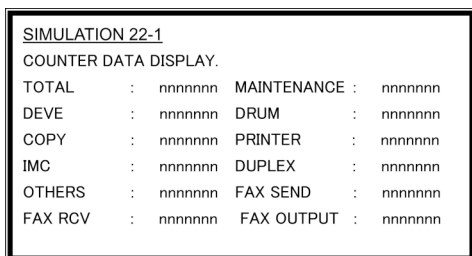 SIMULATION 22-1
COUNTER DATA DISPLAY.
TOTAL : nnnnnnn MAINTENANCE : nnnnnnn
DEVE : nnnnnnn DRUM : nnnnnnn
COPY : nnnnnnn PRINTER : nnnnnnn
IMC : nnnnnnn DUPLEX : nnnnnnn
OTHERS : nnnnnnn FAX SEND : nnnnnnn
FAX RCV : nnnnnnn FAX OUTPUT : nnnnnnn